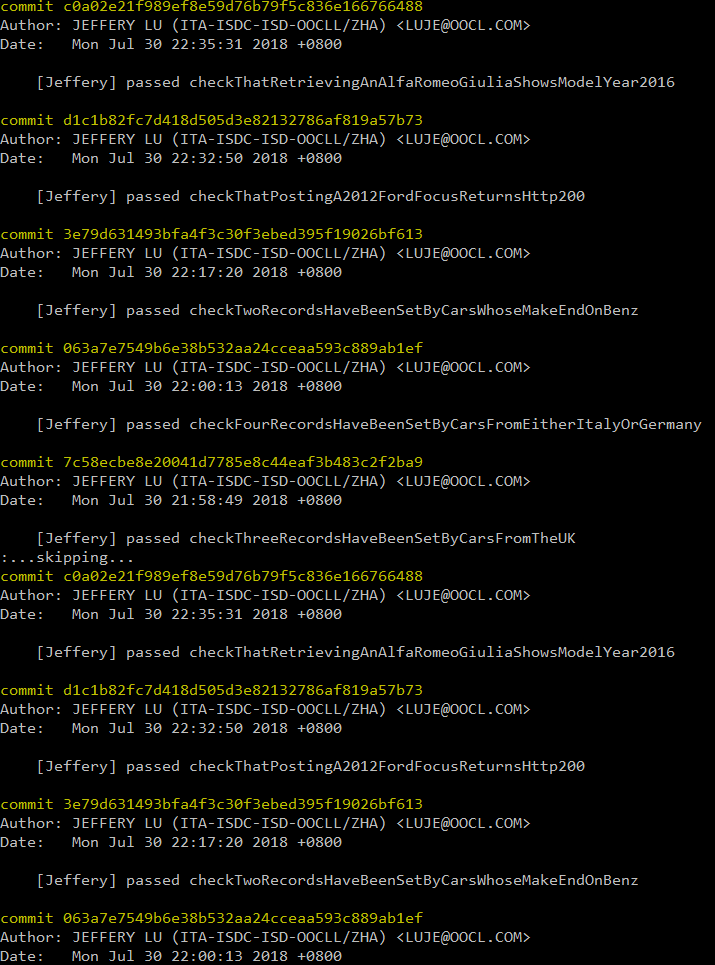 commit c0a02e21f989ef8e59d76b79f5c836e166766488
Author: JEFFERY LU (ITA-ISDC-ISD-OOCLL/ZHA) <LUJE@OOCL.COM>
Date:   Mon Jul 30 22:35:31 2018 +0800
[Jeffery] passed checkThatRetrievingAnAlfaRomeoGiuliaShowsModelYear2016
commit d1c1b82fc7d418d505d3e82132786af819a57b73
Author: JEFFERY LU (ITA-ISDC-ISD-OOCLL/ZHA) <LUJE@OOCL.COM>
Date:   Mon Jul 30 22:32:50 2018 +0800
[Jeffery] passed checkThatPostingA2012FordFocusReturnsHttp200
commit 3e79d631493bfa4f3c30f3ebed395f19026bf613
Author: JEFFERY LU (ITA-ISDC-ISD-OOCLL/ZHA) <LUJE@OOCL.COM>
Date:   Mon Jul 30 22:17:20 2018 +0800
[Jeffery] passed checkTwoRecordsHaveBeenSetByCarsWhoseMakeEndOnBenz
commit 063a7e7549b6e38b532aa24cceaa593c889ab1ef
Author: JEFFERY LU (ITA-ISDC-ISD-OOCLL/ZHA) <LUJE@OOCL.COM>
Date:   Mon Jul 30 22:00:13 2018 +0800
[Jeffery] passed checkFourRecordsHaveBeenSetByCarsFromEitherItalyOrGermany
commit 7c58ecbe8e20041d7785e8c44eaf3b483c2f2ba9
Author: JEFFERY LU (ITA-ISDC-ISD-OOCLL/ZHA) <LUJE@OOCL.COM>
Date:   Mon Jul 30 21:58:49 2018 +0800
[Jeffery] passed checkThreeRecordsHaveBeenSetByCarsFromTheUK
:...skipping...
commit c0a02e21f989ef8e59d76b79f5c836e166766488
Author: JEFFERY LU (ITA-ISDC-ISD-OOCLL/ZHA) <LUJE@OOCL.COM>
Date:   Mon Jul 30 22:35:31 2018 +0800
[Jeffery] passed checkThatRetrievingAnAlfaRomeoGiuliaShowsModelYear2016
commit d1c1b82fc7d418d505d3e82132786af819a57b73
Author: JEFFERY LU (ITA-ISDC-ISD-OOCLL/ZHA) <LUJE@OOCL.COM>
Date:   Mon Jul 30 22:32:50 2018 +0800
[Jeffery] passed checkThatPostingA2012FordFocusReturnsHttp200
commit 3e79d631493bfa4f3c30f3ebed395f19026bf613
Author: JEFFERY LU (ITA-ISDC-ISD-OOCLL/ZHA) <LUJE@OOCL.COM>
Date:   Mon Jul 30 22:17:20 2018 +0800
[Jeffery] passed checkTwoRecordsHaveBeenSetByCarsWhoseMakeEndOnBenz
commit 063a7e7549b6e38b532aa24cceaa593c889ab1ef
Author: JEFFERY LU (ITA-ISDC-ISD-OOCLL/ZHA) <LUJE@OOCL.COM>
Date:   Mon Jul 30 22:00:13 2018 +0800